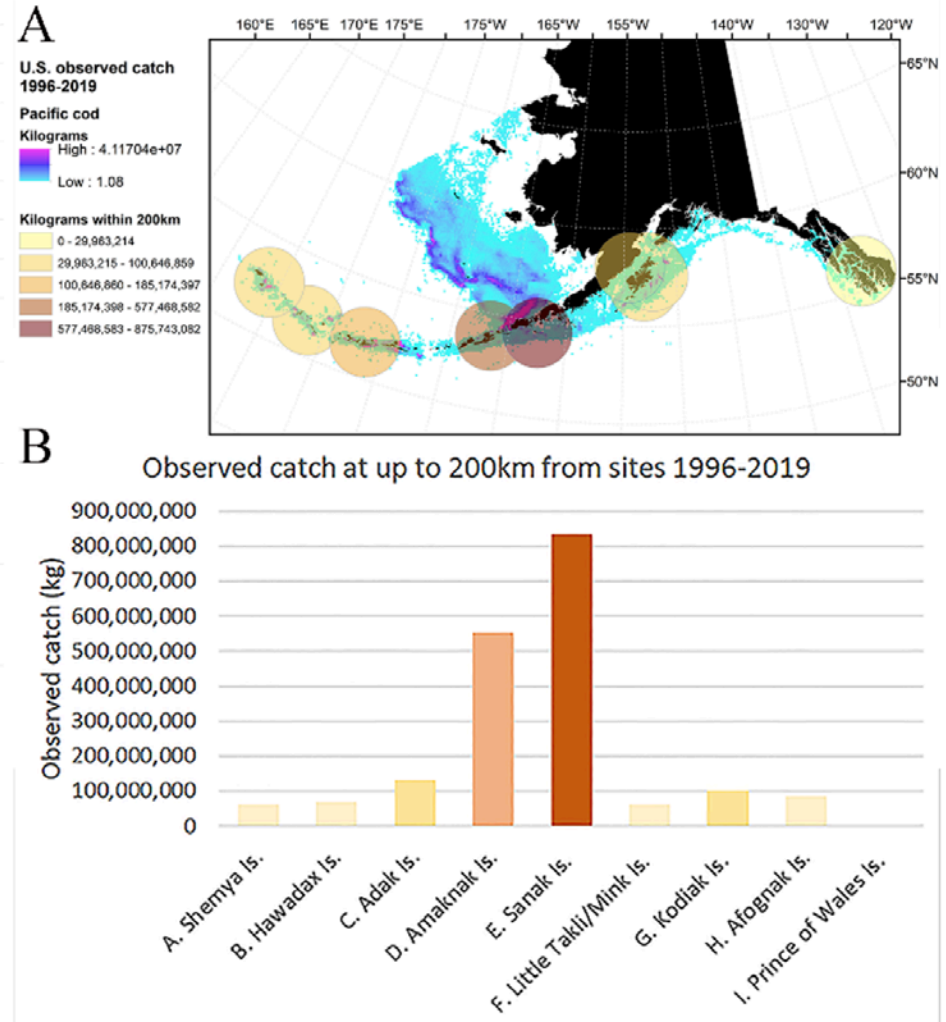 A
160°E 165°E 170°E 175°E 175°W 165°W 155°W 140°W 130°W 120°W
U.S. observed catch
1996-2019
Pacific cod
Kilograms
High : 4.11704e+07
Low : 1.08
Kilograms within 200km
0 - 29,963,214
29,963,215 - 100,646,859
100,646,860 - 185,174,397
185,174,398 - 577,468,582
577,468,583 - 875,743,082
65°N
60°N
55°N
50°N
B
Observed catch at up to 200km from sites 1996-2019
Observed catch (kg)
900,000,000
800,000,000
700,000,000
600,000,000
500,000,000
400,000,000
300,000,000
200,000,000
100,000,000
0
A. Shemya Is.
B. Hawadax Is.
C. Adak Is.
D. Amaknak Is.
E. Sanak Is.
F. Little Takli/Mink Is.
G. Kodiak Is.
H. Afognak Is.
I. Prince of Wales Is.